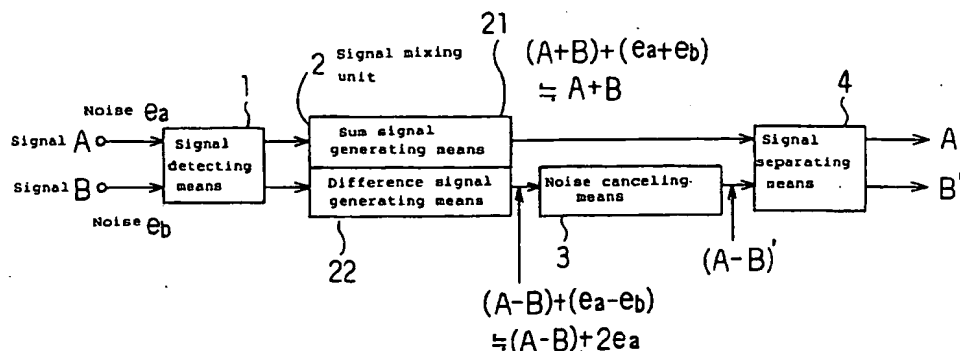 21
2 Signal mixing
unit
(A+B)+(ea+eb)
≒ A+B
1
4
Noise ea
Signal A
Signal
detecting
means
Sum signal
generating means
Signal
separating
means
A
Signal B
Difference signal
generating means
Noise canceling
means
B'
Noise eb
22
3
(A-B)'
(A-B)+(ea-eb)
≒(A-B)+2ea